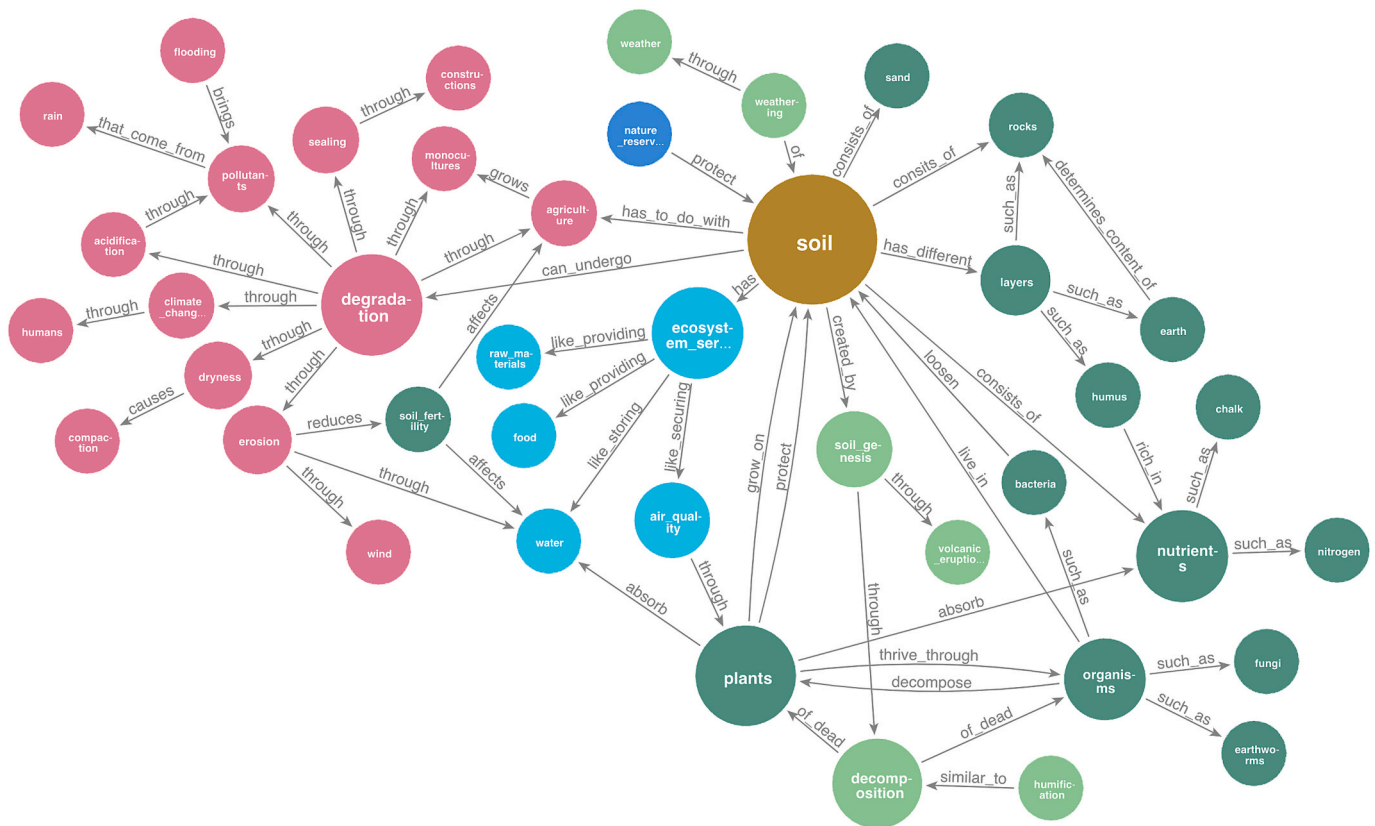 flooding
weather
constru-
ctions
sand
through
through
weather-
ing
rain
brings
that_come_from
sealing
nature
_reserv...
consists_of
rocks
monocu-
ltures
of
protect
consits_of
pollutan-
ts
grows
such_as
determines_content_of
through
through
through
through
agricult-
ure
has_to_do_with
soil
acidifica-
tion
through
through
has_different
can_undergo
layers
has
such_as
degrada-
tion
climate
_chang...
through
through
humans
affects
ecosyst-
em_ser...
such_as
earth
created_by
trhough
like_providing
raw_ma-
terials
loosen
consists_of
dryness
through
causes
like_providing
humus
chalk
soil_fert-
ility
reduces
erosion
compac-
tion
food
like_storing
like_securing
grow_on
protect
soil_ge-
nesis
live_in
rich_in
such_as
through
through
affects
through
bacteria
air_qual-
ity
water
wind
volcanic
_eruptio...
nutrient-
s
such_as
nitrogen
through
absorb
through
such_as
absorb
plants
thrive_through
decompose
organis-
ms
such_as
fungi
such_as
of_dead
of_dead
earthwo-
rms
decomp-
osition
similar_to
humific-
ation